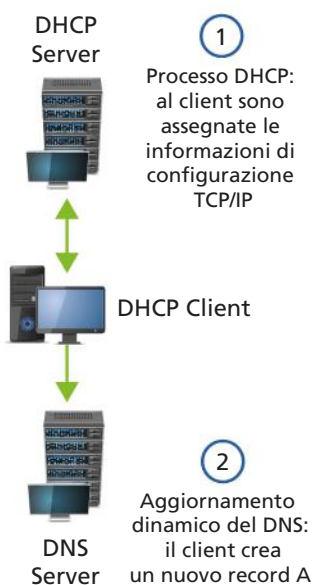 DHCP
Server
1
Processo DHCP:
al client sono
assegnate le
informazioni di
configurazione
TCP/IP
DHCP Client
2
Aggiornamento
dinamico del DNS:
il client crea
un nuovo record A
DNS
Server